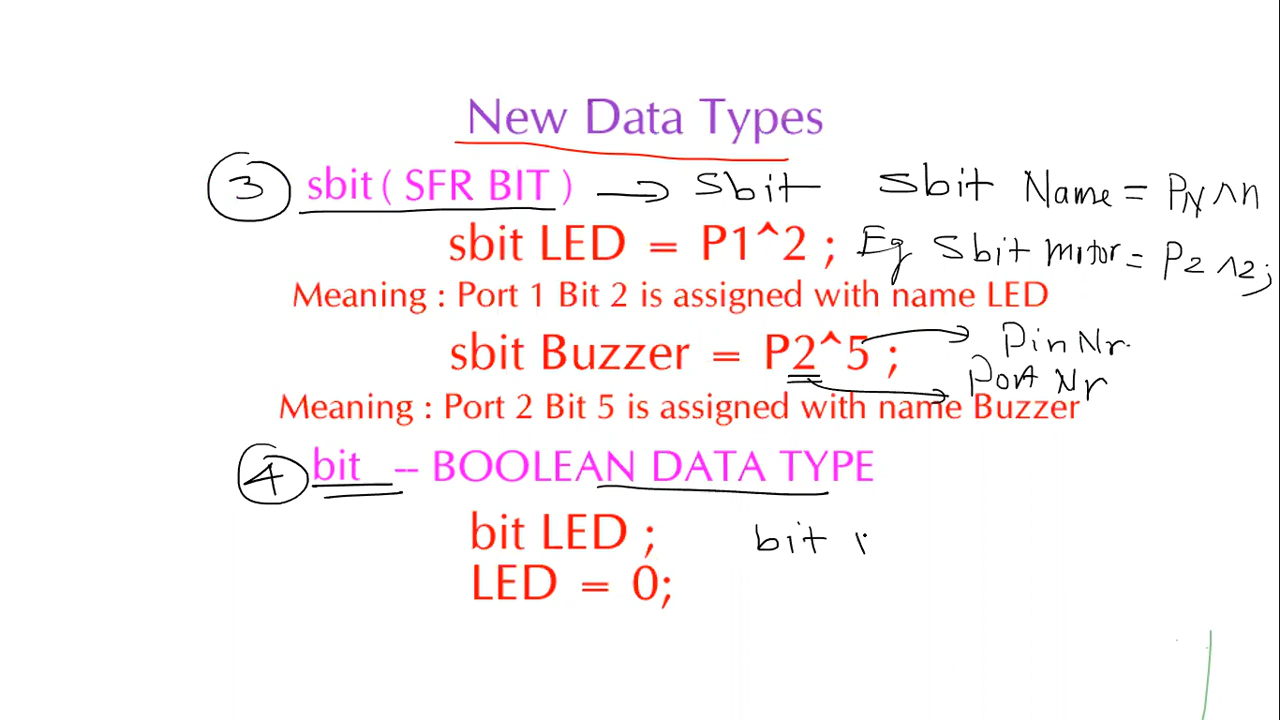 New Data Types
3 sbit ( SFR BIT ) → Sbit Sbit Name = PN^n
sbit LED = P1^2 ; Eg Sbit motor = P2^2;
Meaning : Port 1 Bit 2 is assigned with name LED
sbit Buzzer = P2^5 ; Pin Nr.
Port Nr
Meaning : Port 2 Bit 5 is assigned with name Buzzer
4 bit -- BOOLEAN DATA TYPE
bit LED ; bit
LED = 0;